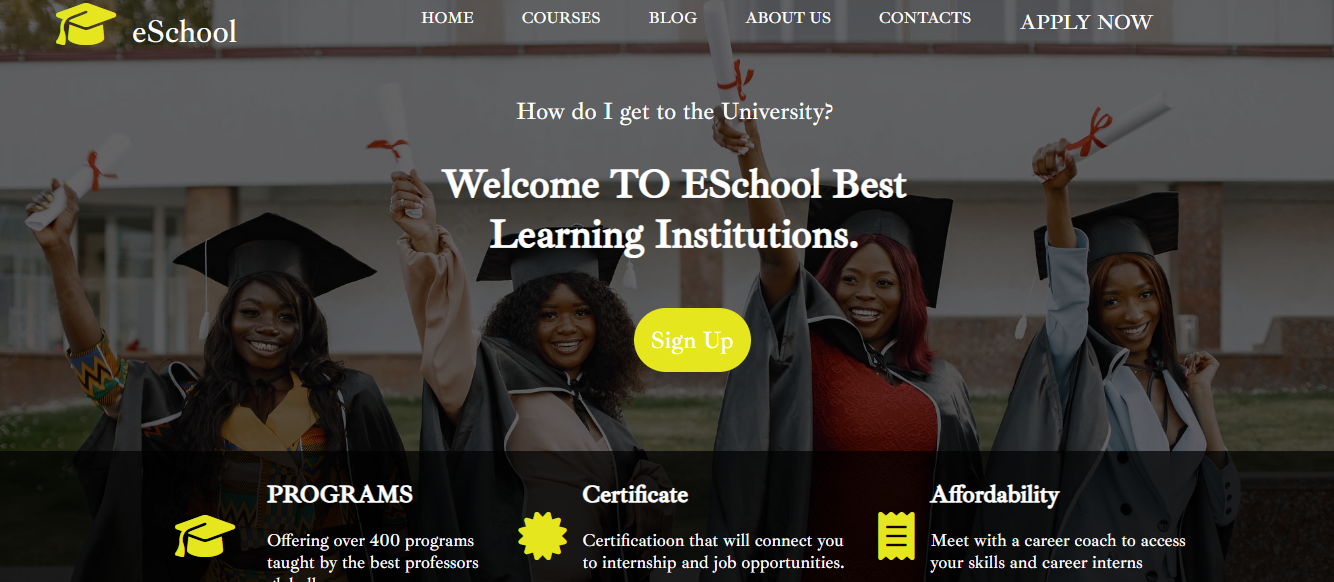 eSchool
HOME
COURSES
BLOG
ABOUT US
CONTACTS
APPLY NOW
How do I get to the University?
Welcome TO ESchool Best
Learning Institutions.
Sign Up
PROGRAMS
Offering over 400 programs
taught by the best professors
Certificate
Certificatioon that will connect you
to internship and job opportunities.
Affordability
Meet with a career coach to access
your skills and career interns